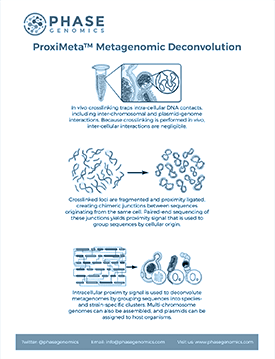 PHASE
GENOMICS
ProxiMeta™ Metagenomic Deconvolution
In vivo crosslinking traps intra-cellular DNA contacts,
including inter-chromosomal and plasmid-genome
interactions. Because crosslinking is performed in vivo,
inter-cellular interactions are negligible.
Crosslinked loci are fragmented and proximity ligated,
creating chimeric junctions between sequences
originating from the same cell. Paired-end sequencing of
these junctions yields proximity signal that is used to
group sequences by cellular origin.
Intracellular proximity signal is used to deconvolute
metagenomes by grouping sequences into species-
and strain-specific clusters. Multi-chromosome
genomes can also be assembled, and plasmids can be
assigned to host organisms.
Twitter: @phasegenomics Email: info@phasegenomics.com Visit us: www.phasegenomics.com